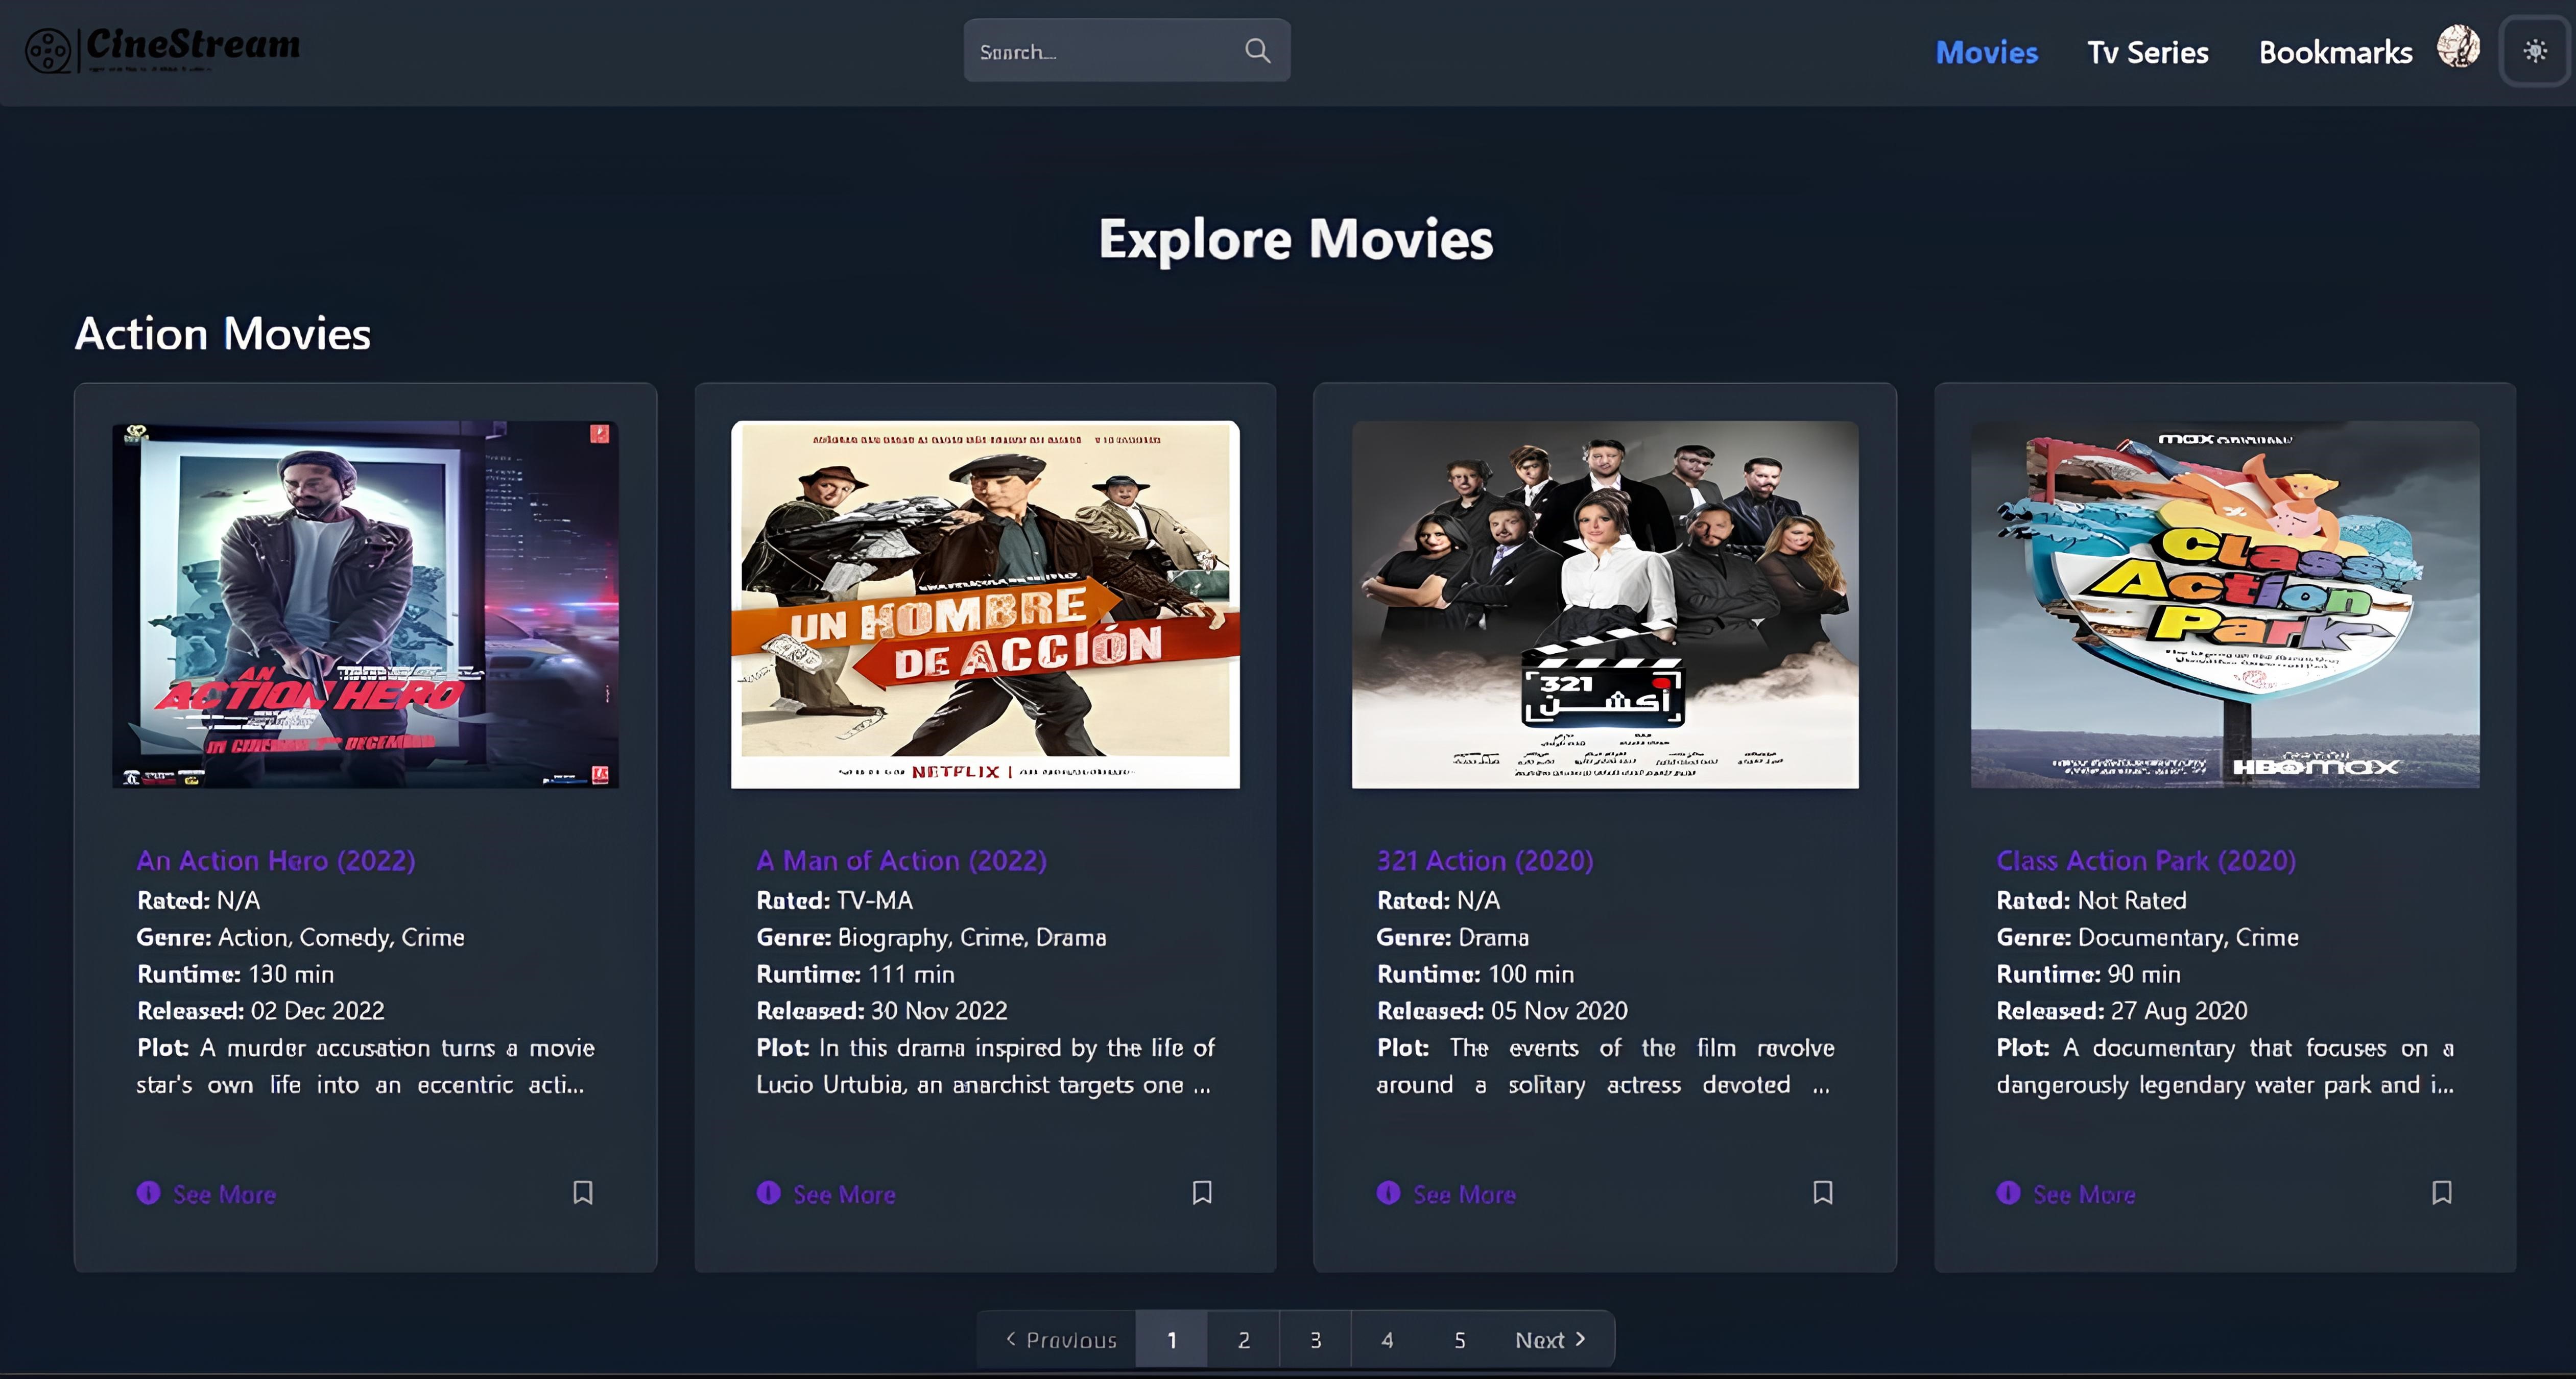 CineStream
Search...
Movies
Tv Series
Bookmarks
Explore Movies
Action Movies
AN
ACTION HERO
IN CINEMAS DECEMBER
An Action Hero (2022)
Rated: N/A
Genre: Action, Comedy, Crime
Runtime: 130 min
Released: 02 Dec 2022
Plot: A murder accusation turns a movie
star's own life into an eccentric acti...
See More
UN HOMBRE
DE ACCIÓN
NETFLIX
A Man of Action (2022)
Rated: TV-MA
Genre: Biography, Crime, Drama
Runtime: 111 min
Released: 30 Nov 2022
Plot: In this drama inspired by the life of
Lucio Urtubia, an anarchist targets one ...
See More
321
أكشن
321 Action (2020)
Rated: N/A
Genre: Drama
Runtime: 100 min
Released: 05 Nov 2020
Plot: The events of the film revolve
around a solitary actress devoted ...
See More
max ORIGINAL
Class
Action
Park
HBOmax
Class Action Park (2020)
Rated: Not Rated
Genre: Documentary, Crime
Runtime: 90 min
Released: 27 Aug 2020
Plot: A documentary that focuses on a
dangerously legendary water park and i...
See More
Previous
1
2
3
4
5
Next